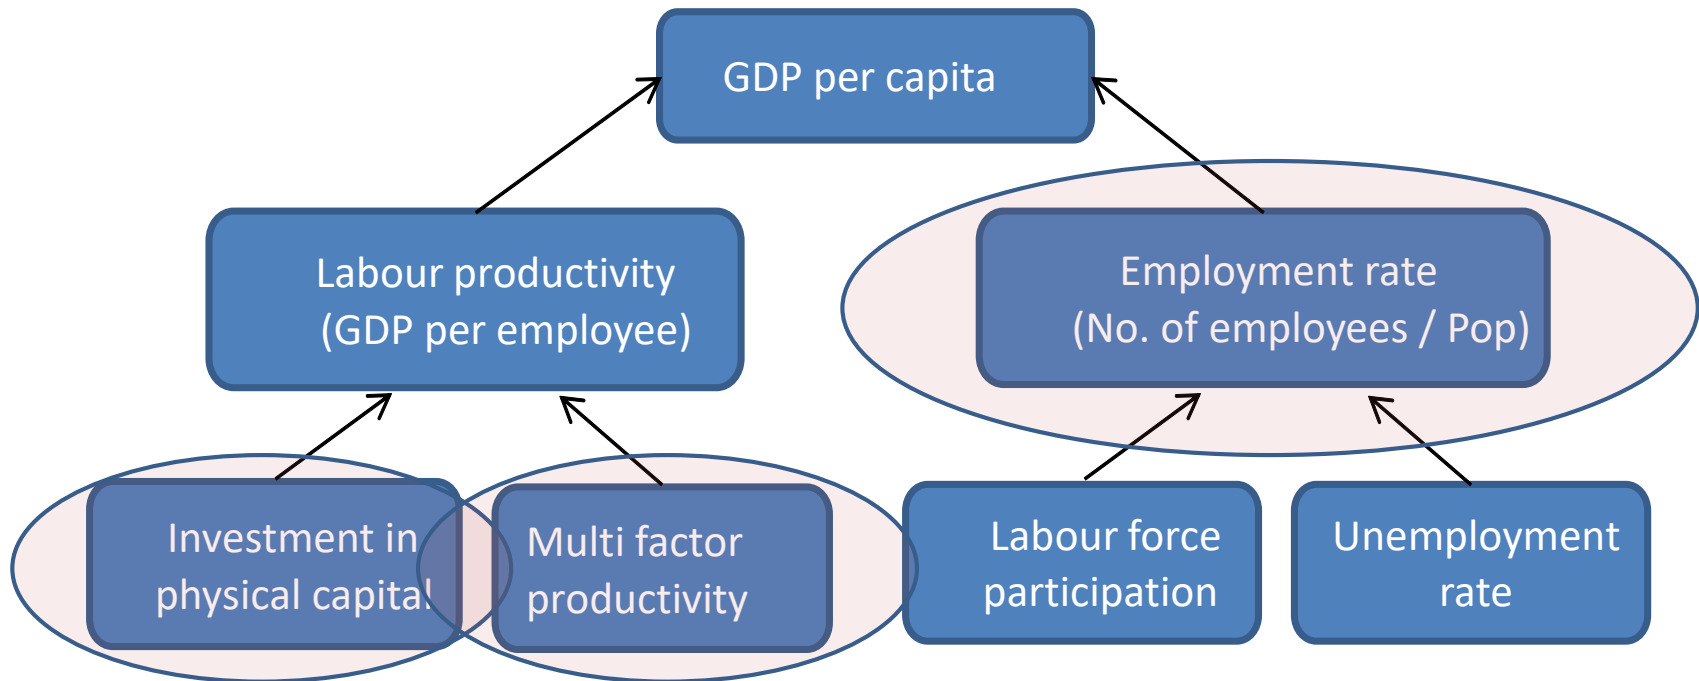 GDP per capita
Labour productivity
(GDP per employee)
Employment rate
(No. of employees / Pop)
Investment in
physical capital
Multi factor
productivity
Labour force
participation
Unemployment
rate